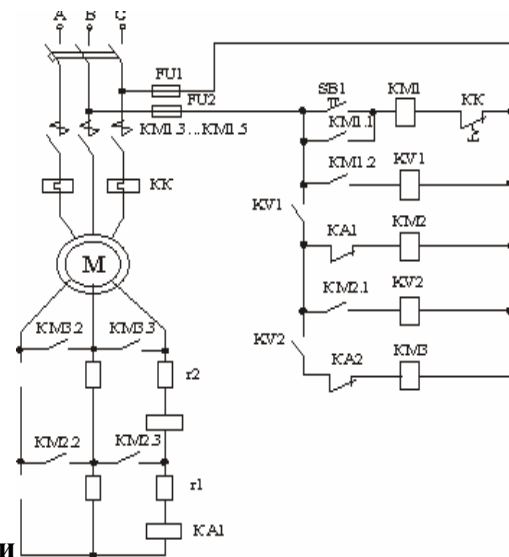 A B C
FU1
FU2
SB1
KM1
KK
KM1.3...KM1.5
KM1.1
KK
KM1.2
KV1
KV1
KA1
KM2
M
KM2.1
KV2
KM3.2
KM3.3
KV2
KA2
KM3
r2
KM2.2
KM2.3
r1
KA1
и